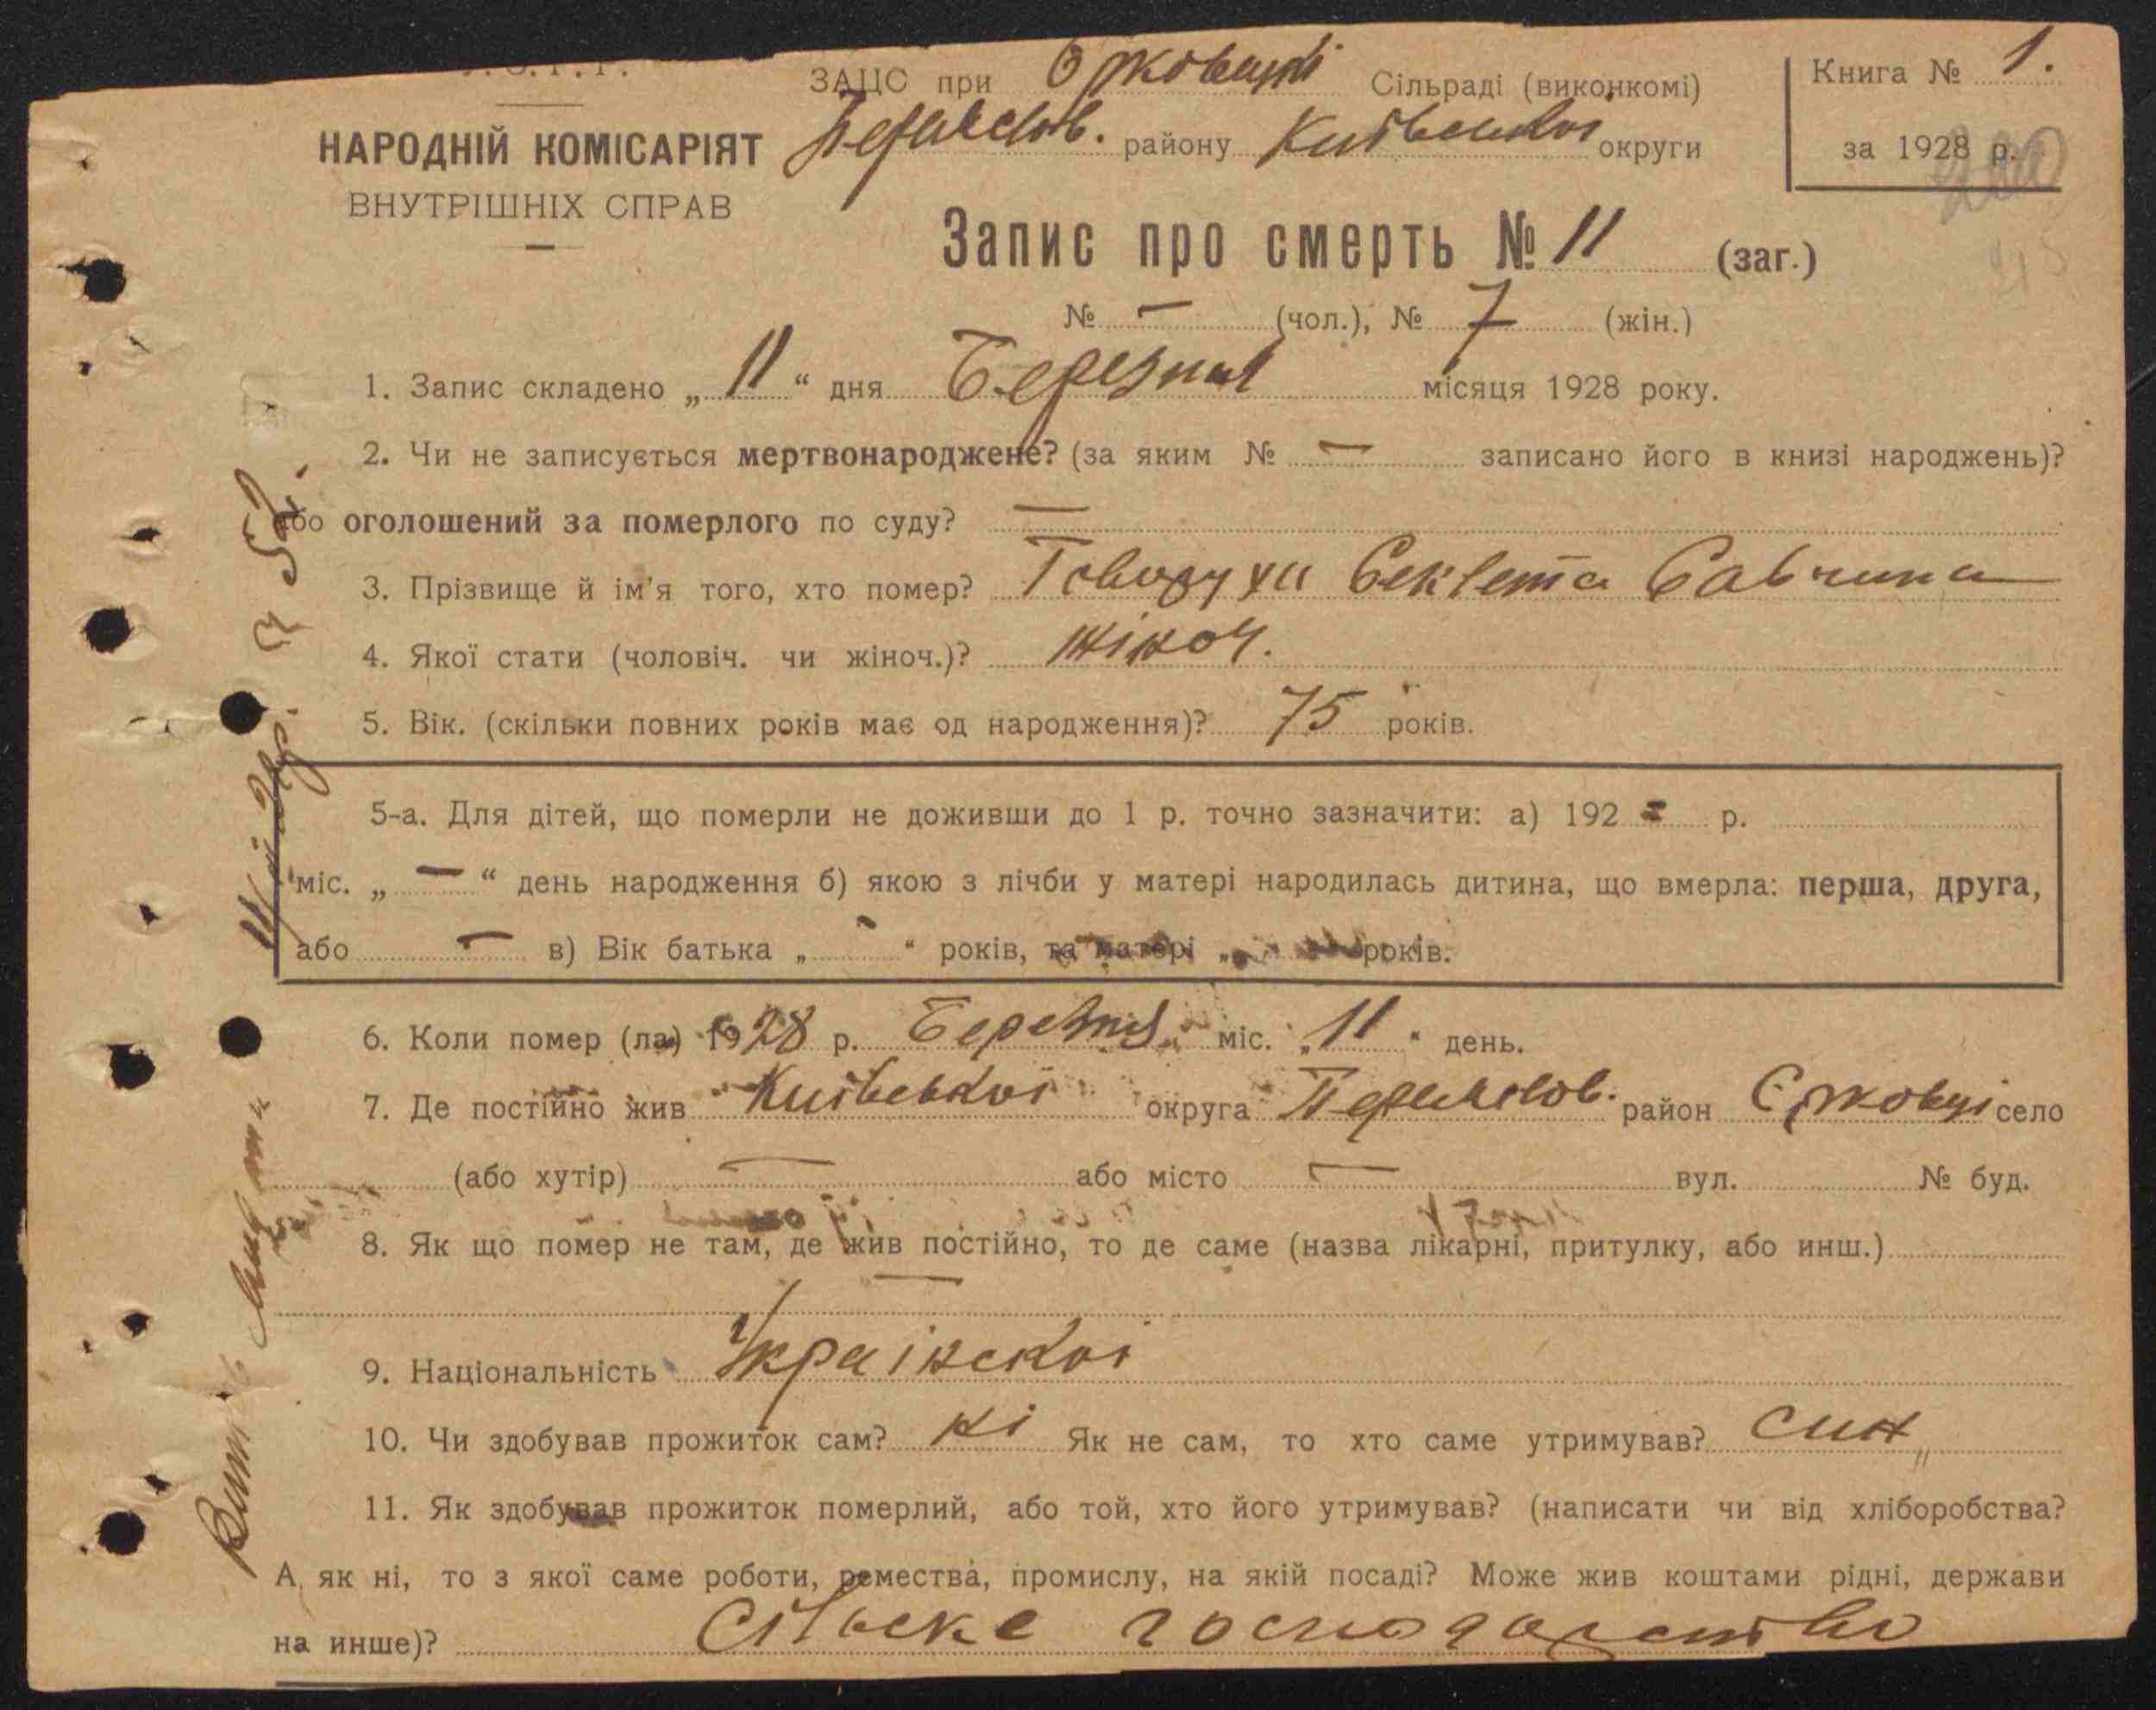 ЗАЦС при Єрковецькій Сільраді (виконкомі)
Книга № 1.
НАРОДНІЙ КОМІСАРІЯТ
ВНУТРІШНІХ СПРАВ
Переяслов. району Київської округи
за 1928 р.
Запис про смерть № 11 (заг.)
№ — (чол.), № 7 (жін.)
1. Запис складено „ 11 “ дня Березня місяця 1928 року.
2. Чи не записується мертвонароджене? (за яким № — записано його в книзі народжень)?
або оголошений за померлого по суду? —
3. Прізвище й ім'я того, хто помер? Говоруха Секлета Савчина
4. Якої стати (чоловіч. чи жіноч.)? жіноч.
5. Вік. (скільки повних років має од народження)? 75 років.
5-а. Для дітей, що померли не доживши до 1 р. точно зазначити: а) 192 – р.
міс. „ — “ день народження б) якою з лічби у матері народилась дитина, що вмерла: перша, друга,
або — в) Вік батька „ - “ років, та матері „ років.
6. Коли помер (ла) 1928 р. Березня міс. „ 11 “ день.
7. Де постійно жив Київської округа Переяслов. район Єрковці село
(або хутір) — або місто — вул. № буд.
8. Як що помер не там, де жив постійно, то де саме (назва лікарні, притулку, або инш.)
—
9. Національність Українскоі
10. Чи здобував прожиток сам? ні Як не сам, то хто саме утримував? син
11. Як здобував прожиток померлий, або той, хто його утримував? (написати чи від хліборобства?
А як ні, то з якої саме роботи, ремества, промислу, на якій посаді? Може жив коштами рідні, держави
на инше)? сільске господарство